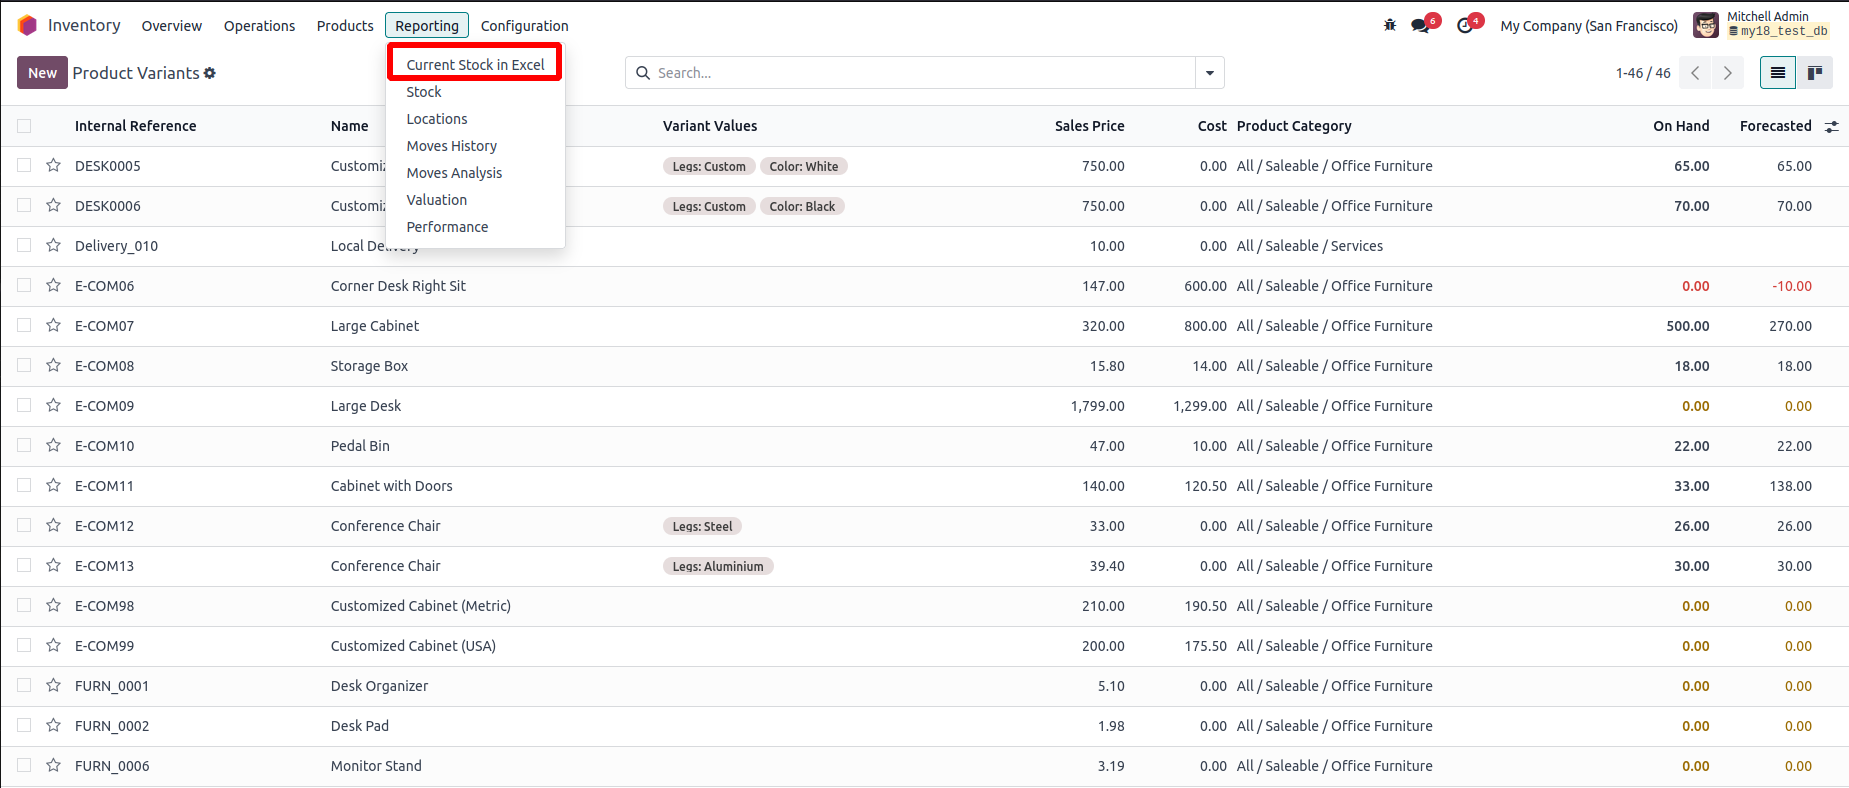 Inventory Overview Operations Products Reporting Configuration 6 4 My Company (San Francisco) Mitchell Admin
my18_test_db
New Product Variants Search... 1-46 / 46
Current Stock in Excel
Stock
Locations
Moves History
Moves Analysis
Valuation
Performance
Internal Reference Name Variant Values Sales Price Cost Product Category On Hand Forecasted
DESK0005 Customiz Legs: Custom Color: White 750.00 0.00 All / Saleable / Office Furniture 65.00 65.00
DESK0006 Customiz Legs: Custom Color: Black 750.00 0.00 All / Saleable / Office Furniture 70.00 70.00
Delivery_010 Local Delivery 10.00 0.00 All / Saleable / Services
E-COM06 Corner Desk Right Sit 147.00 600.00 All / Saleable / Office Furniture 0.00 -10.00
E-COM07 Large Cabinet 320.00 800.00 All / Saleable / Office Furniture 500.00 270.00
E-COM08 Storage Box 15.80 14.00 All / Saleable / Office Furniture 18.00 18.00
E-COM09 Large Desk 1,799.00 1,299.00 All / Saleable / Office Furniture 0.00 0.00
E-COM10 Pedal Bin 47.00 10.00 All / Saleable / Office Furniture 22.00 22.00
E-COM11 Cabinet with Doors 140.00 120.50 All / Saleable / Office Furniture 33.00 138.00
E-COM12 Conference Chair Legs: Steel 33.00 0.00 All / Saleable / Office Furniture 26.00 26.00
E-COM13 Conference Chair Legs: Aluminium 39.40 0.00 All / Saleable / Office Furniture 30.00 30.00
E-COM98 Customized Cabinet (Metric) 210.00 190.50 All / Saleable / Office Furniture 0.00 0.00
E-COM99 Customized Cabinet (USA) 200.00 175.50 All / Saleable / Office Furniture 0.00 0.00
FURN_0001 Desk Organizer 5.10 0.00 All / Saleable / Office Furniture 0.00 0.00
FURN_0002 Desk Pad 1.98 0.00 All / Saleable / Office Furniture 0.00 0.00
FURN_0006 Monitor Stand 3.19 0.00 All / Saleable / Office Furniture 0.00 0.00